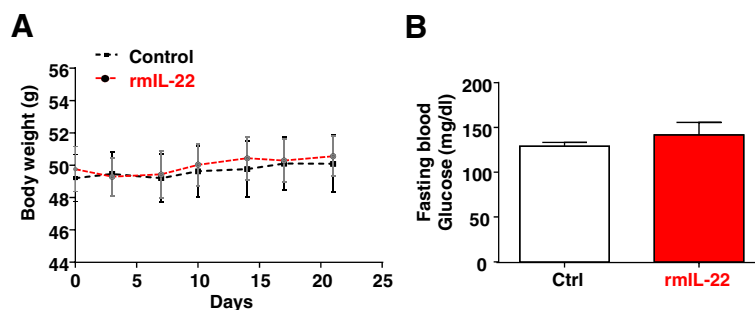 A
Control
rmIL-22
Body weight (g)
56
54
52
50
48
46
44
0
5
10
15
20
25
Days
B
Fasting blood
Glucose (mg/dl)
200
150
100
50
0
Ctrl
rmIL-22